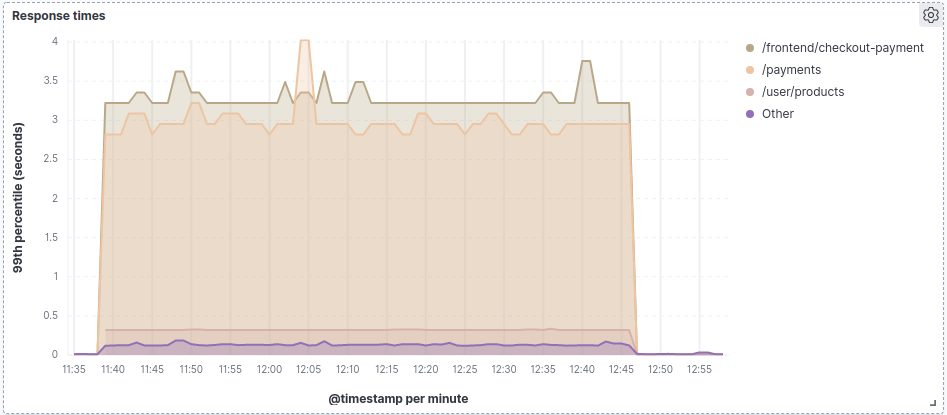 Response times
/frontend/checkout-payment
/payments
/user/products
Other
99th percentile (seconds)
4
3.5
3
2.5
2
1.5
1
0.5
0
11:35 11:40 11:45 11:50 11:55 12:00 12:05 12:10 12:15 12:20 12:25 12:30 12:35 12:40 12:45 12:50 12:55
@timestamp per minute